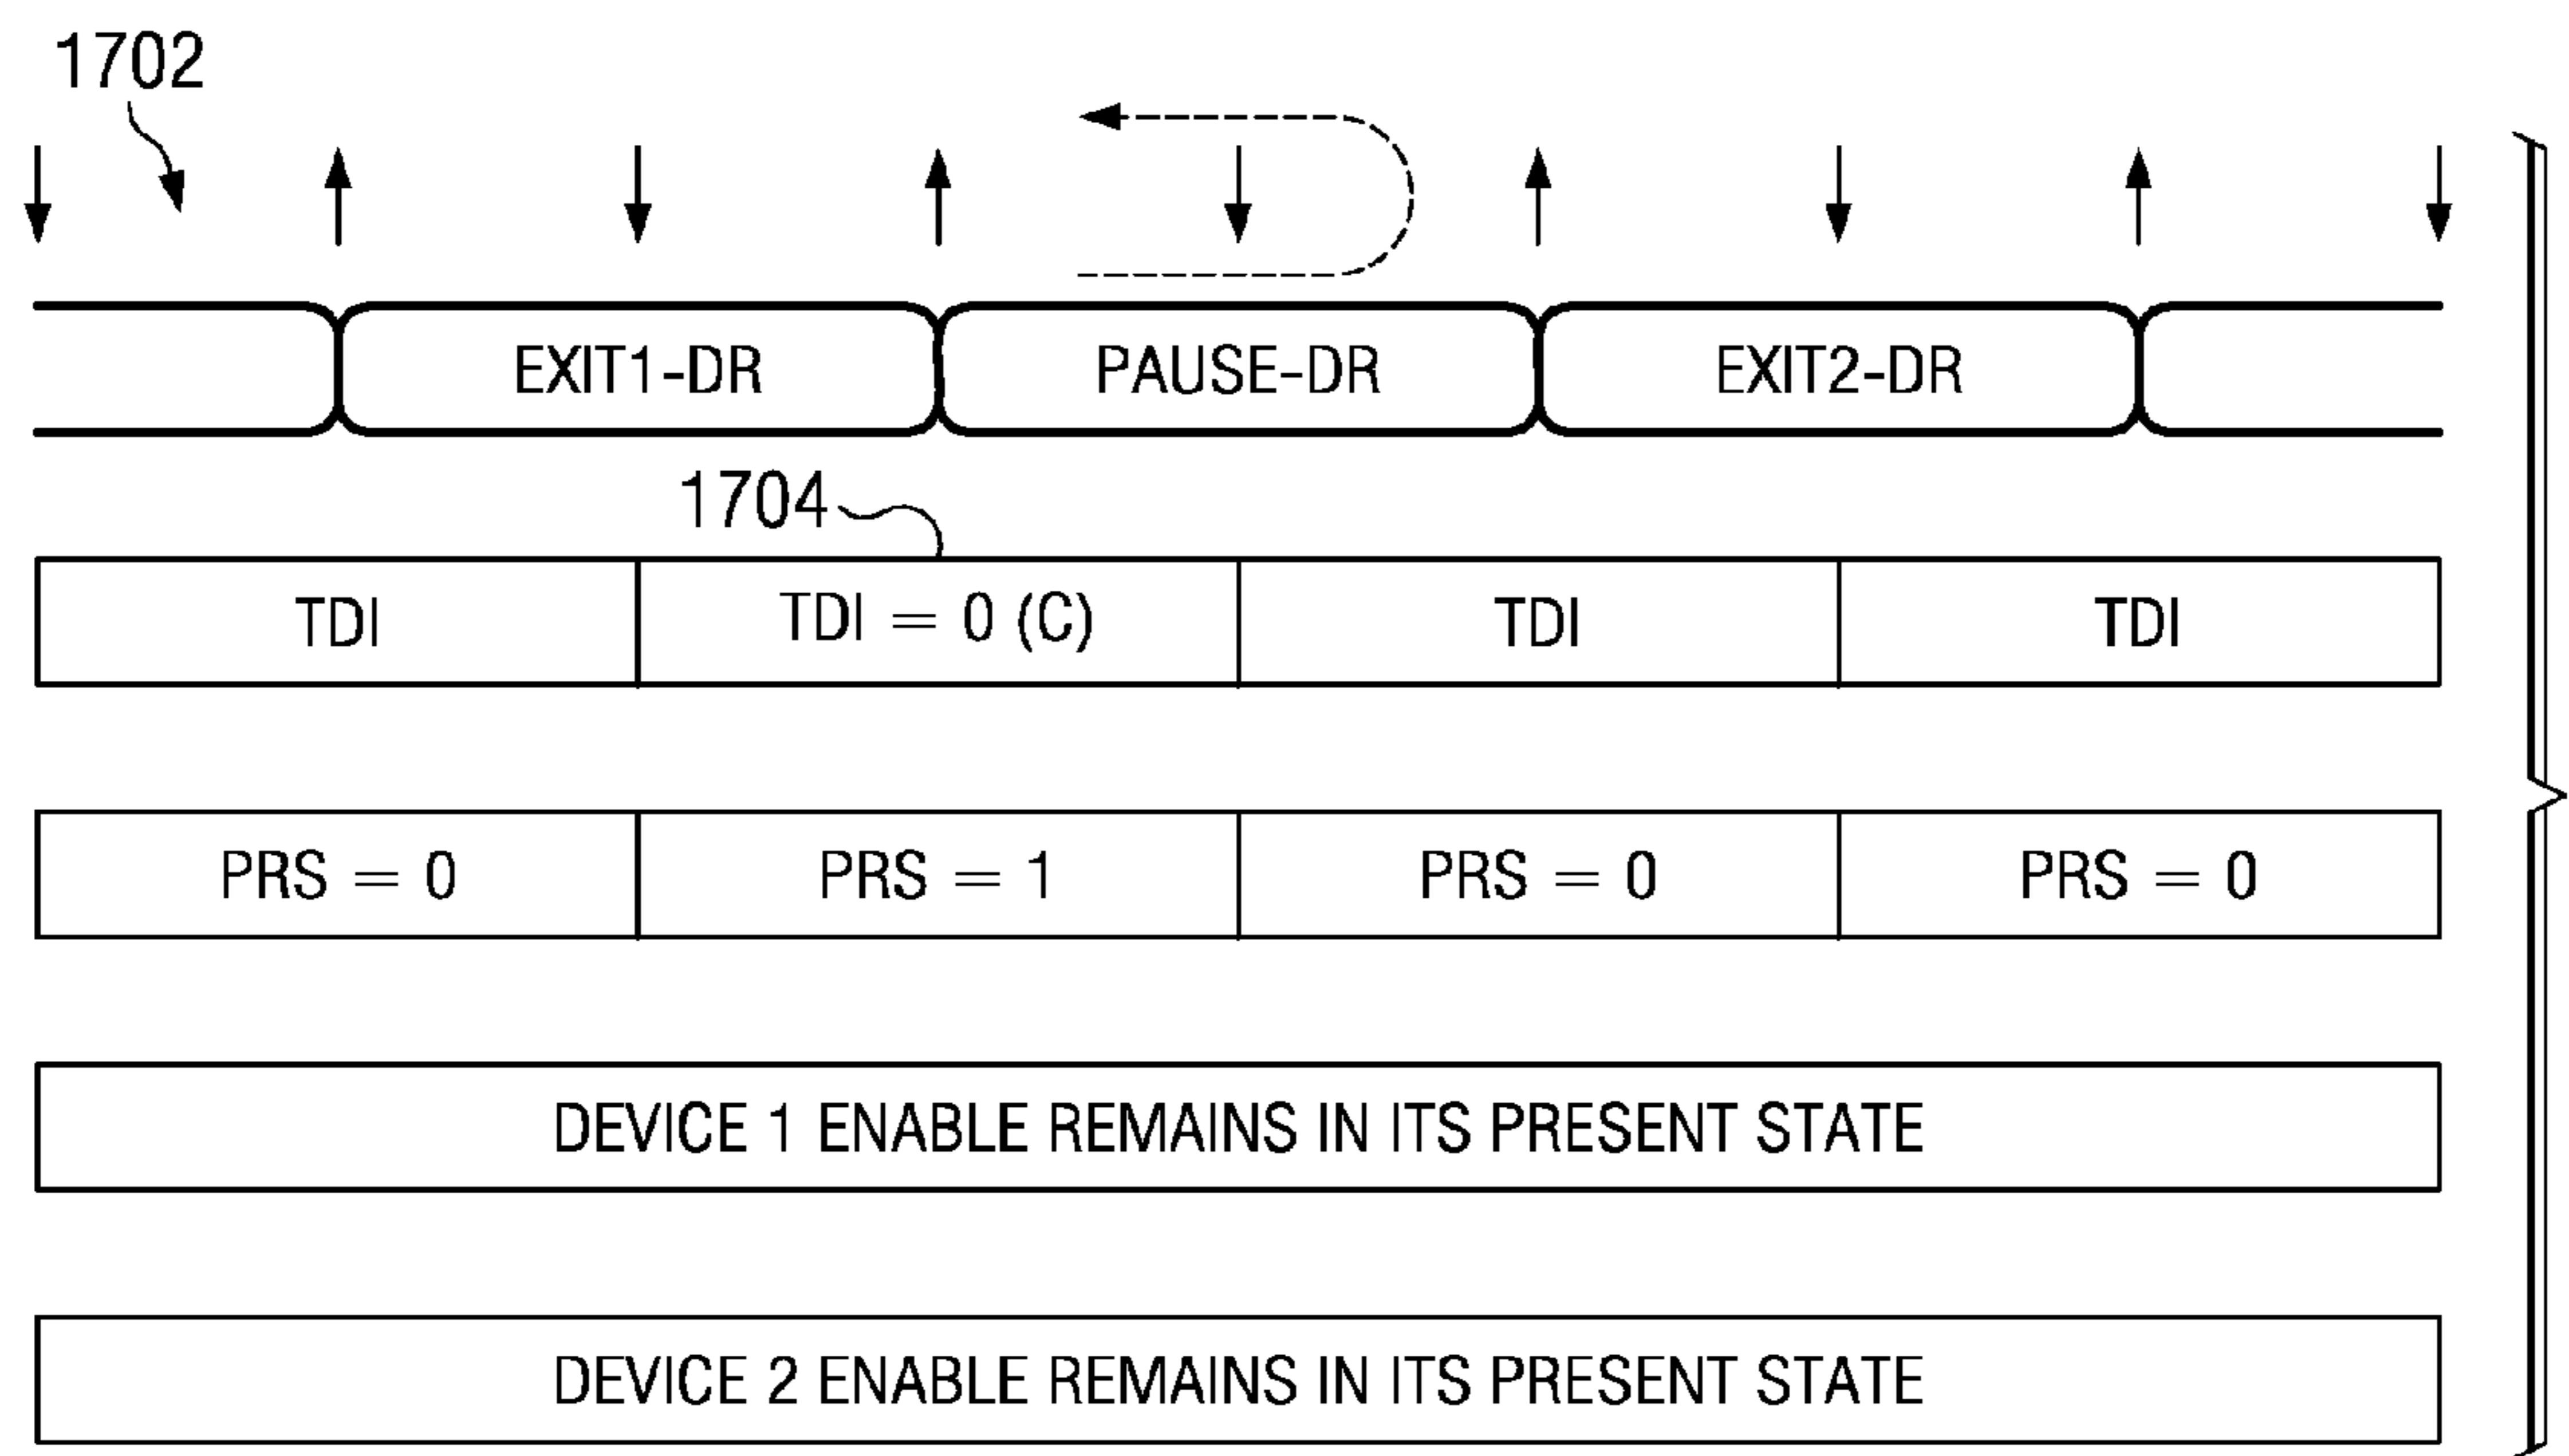 1702
EXIT1-DR PAUSE-DR EXIT2-DR
1704
TDI TDI = 0 (C) TDI TDI
PRS = 0 PRS = 1 PRS = 0 PRS = 0
DEVICE 1 ENABLE REMAINS IN ITS PRESENT STATE
DEVICE 2 ENABLE REMAINS IN ITS PRESENT STATE